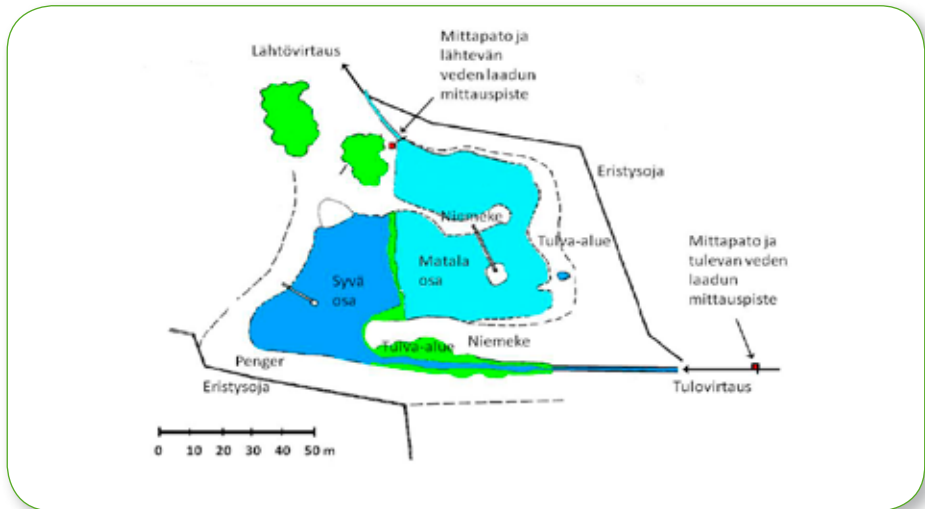 Mittapato ja
lähtevän
veden laadun
mittauspiste
Lähtövirtaus
Eristysoja
Niemeke
Tulva-alue
Mittapato ja
tulevan veden
laadun
mittauspiste
Matala
osa
Syvä
osa
Niemeke
Tulva-alue
Penger
Eristysoja
Tulovirtaus
0 10 20 30 40 50 m